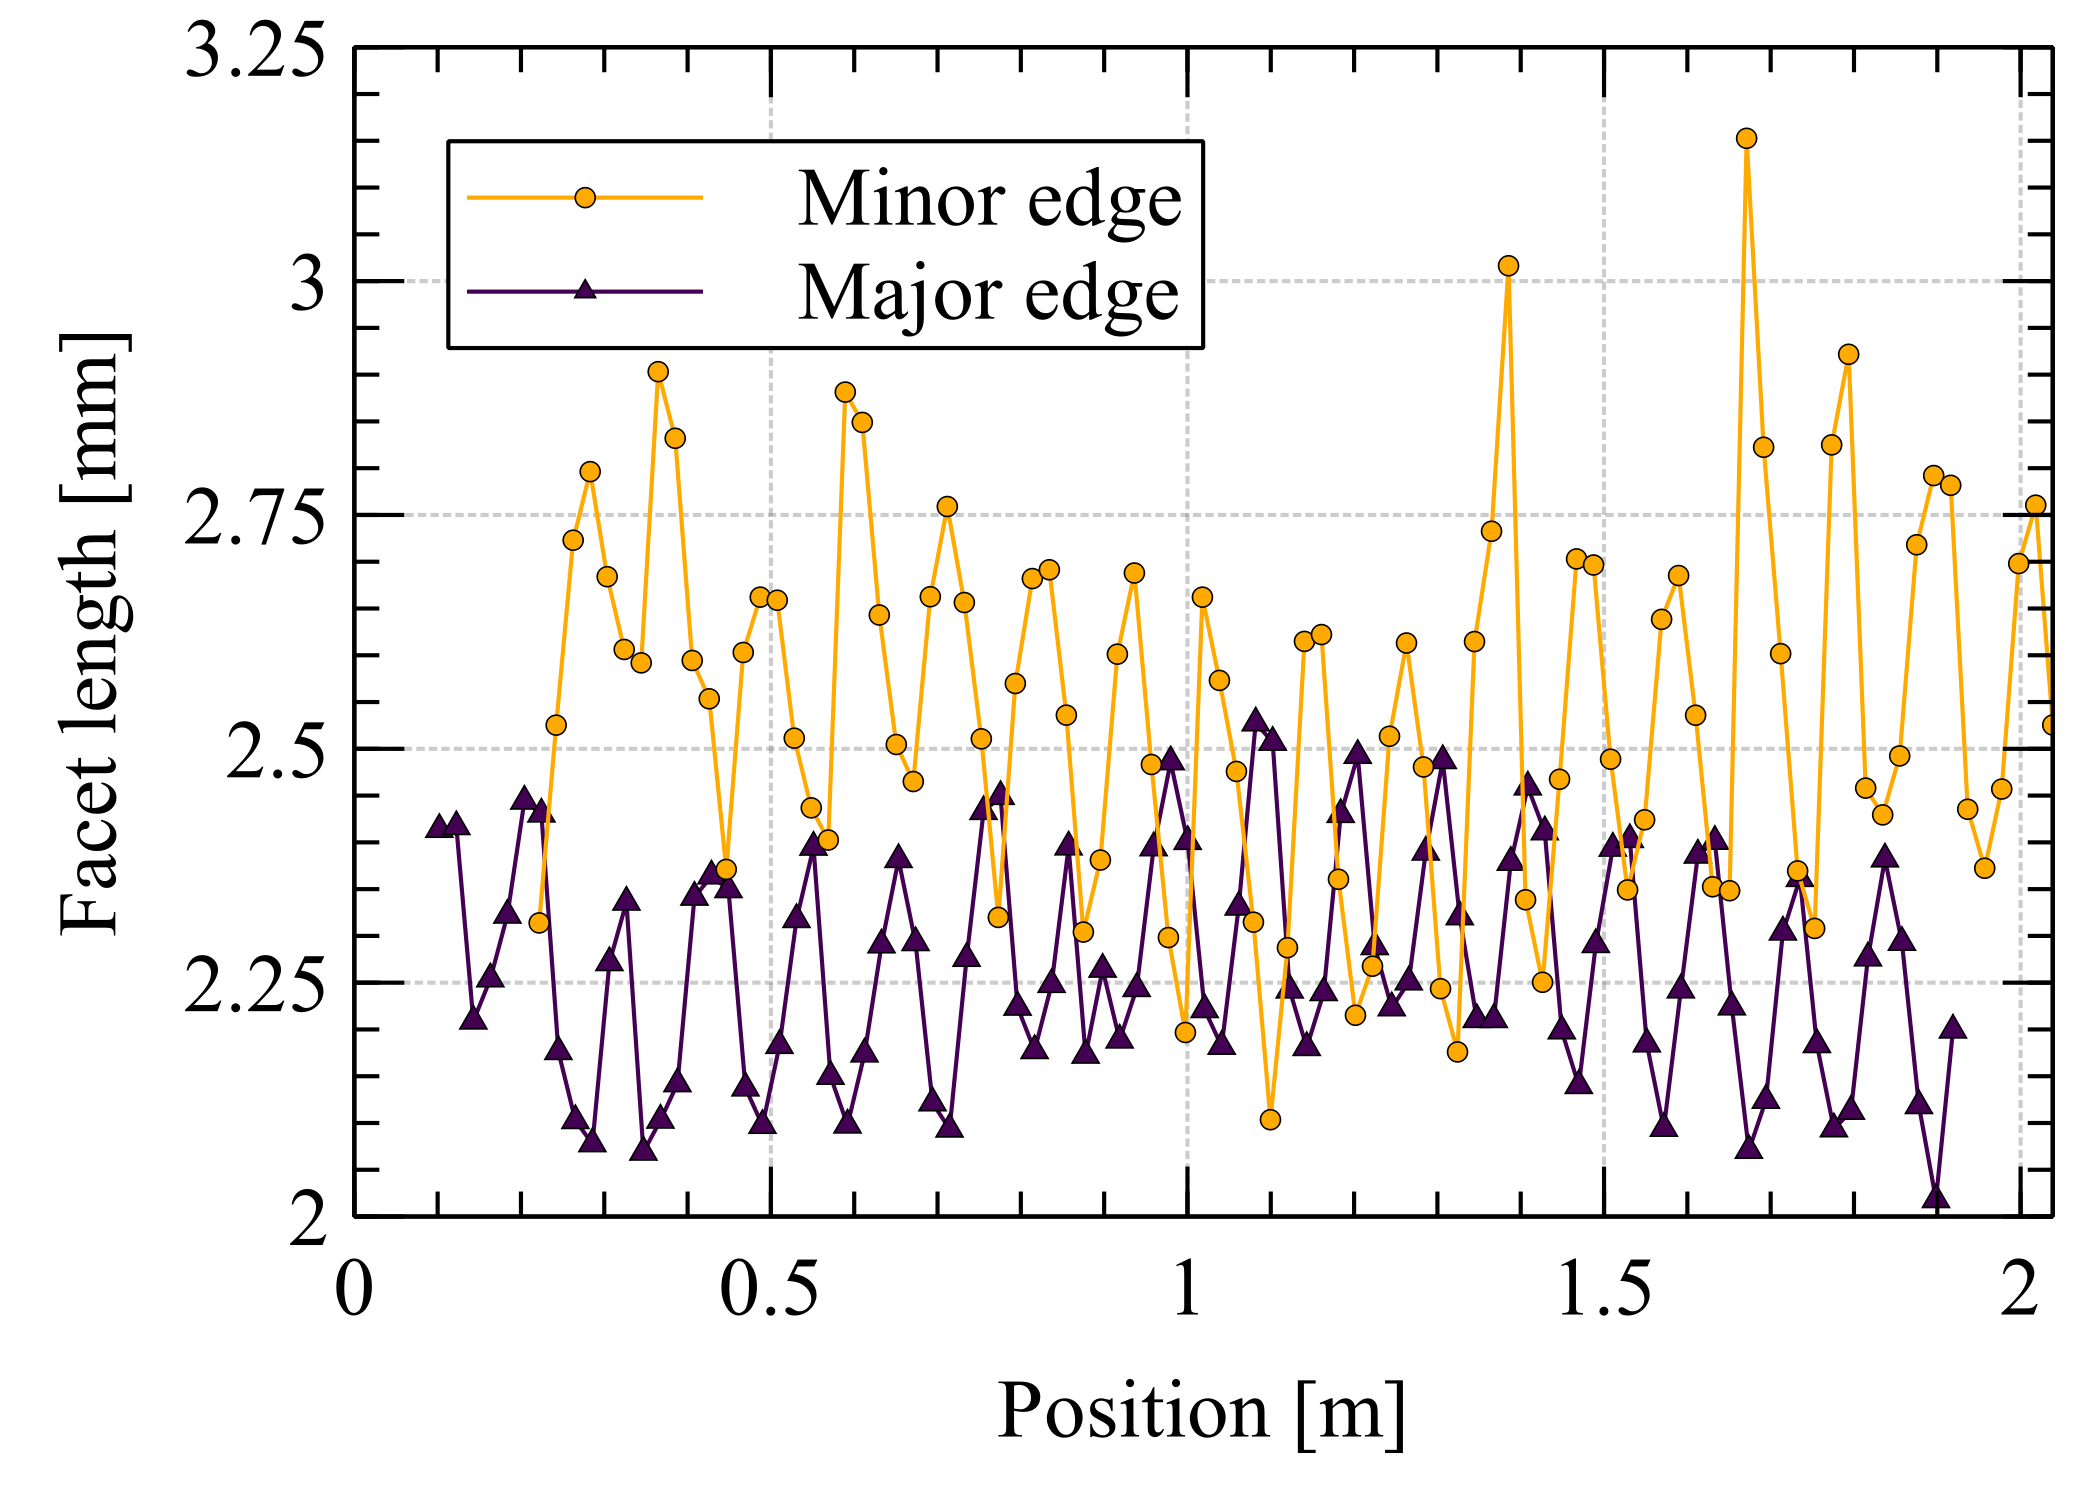 3.25
3
2.75
2.5
2.25
2
Facet length [mm]
Minor edge
Major edge
0 0.5 1 1.5 2
Position [m]